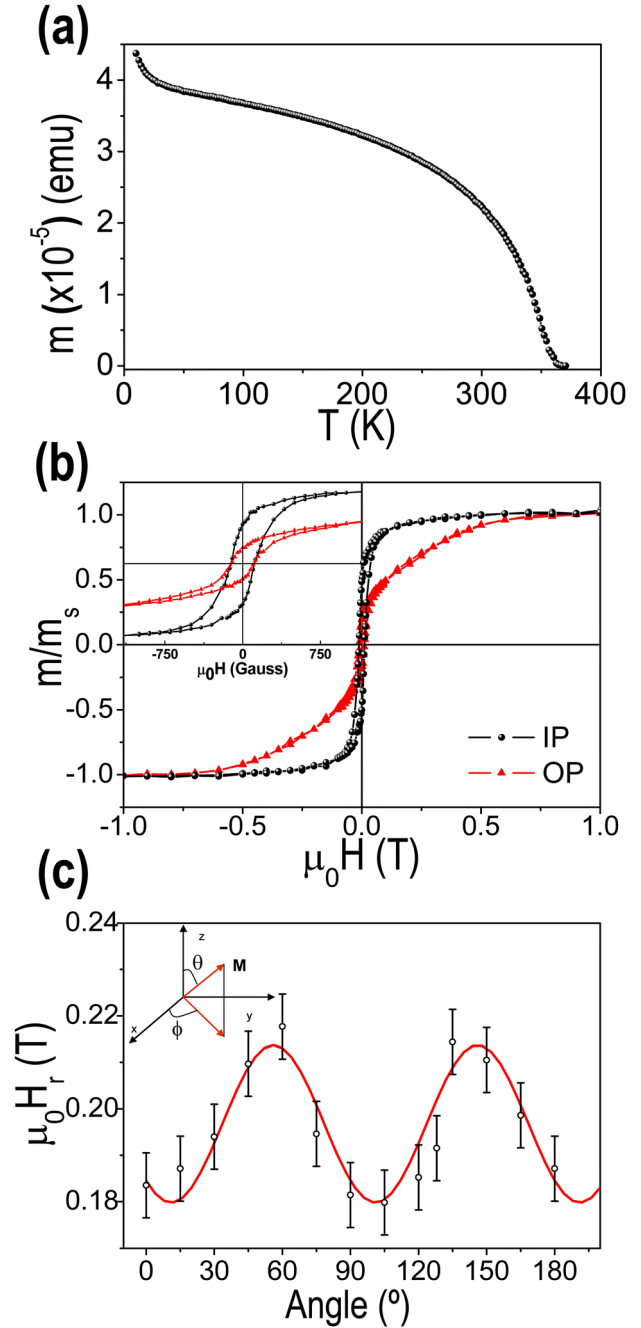 (a)
m (x10⁻⁵) (emu)
4
3
2
1
0
0 100 200 300 400
T (K)
(b)
m/mₛ
1.0
0.5
0.0
-0.5
-1.0
-750 0 750
μ₀H (Gauss)
IP
OP
-1.0 -0.5 0.0 0.5 1.0
μ₀H (T)
(c)
μ₀Hᵣ (T)
0.24
0.22
0.20
0.18
z
θ
M
x
ϕ
y
0 30 60 90 120 150 180
Angle (º)